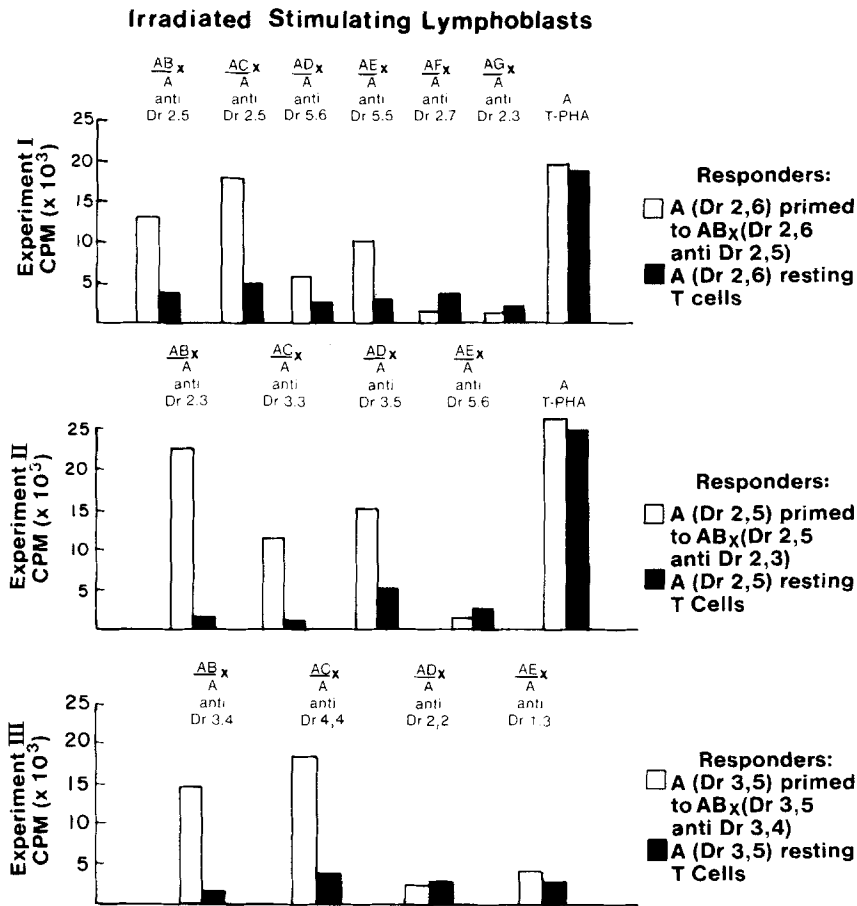 Irradiated Stimulating Lymphoblasts
AB x AC x AD x AE x AF x AG x
A A A A A A A
anti anti anti anti anti anti T-PHA
Dr 2.5 Dr 2.5 Dr 5.6 Dr 5.5 Dr 2.7 Dr 2.3
Experiment I
CPM (x 10³)
25
20
15
10
5
Responders:
A (Dr 2,6) primed
to ABx(Dr 2,6
anti Dr 2,5)
A (Dr 2,6) resting
T cells
AB x AC x AD x AE x
A A A A A
anti anti anti anti T-PHA
Dr 2.3 Dr 3.3 Dr 3.5 Dr 5.6
Experiment II
CPM (x 10³)
25
20
15
10
5
Responders:
A (Dr 2,5) primed
to ABx(Dr 2,5
anti Dr 2,3)
A (Dr 2,5) resting
T Cells
AB x AC x AD x AE x
A A A A
anti anti anti anti
Dr 3.4 Dr 4,4 Dr 2,2 Dr 1.3
Experiment III
CPM (x 10³)
25
20
15
10
5
Responders:
A (Dr 3,5) primed
to ABx(Dr 3,5
anti Dr 3,4)
A (Dr 3,5) resting
T Cells